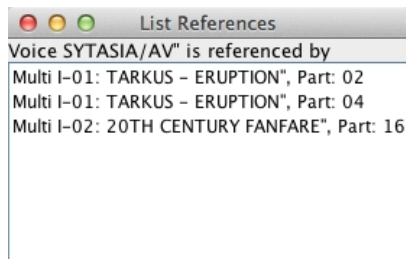 List References
Voice SYTASIA/AV" is referenced by
Multi I-01: TARKUS – ERUPTION", Part: 02
Multi I-01: TARKUS – ERUPTION", Part: 04
Multi I-02: 20TH CENTURY FANFARE", Part: 16